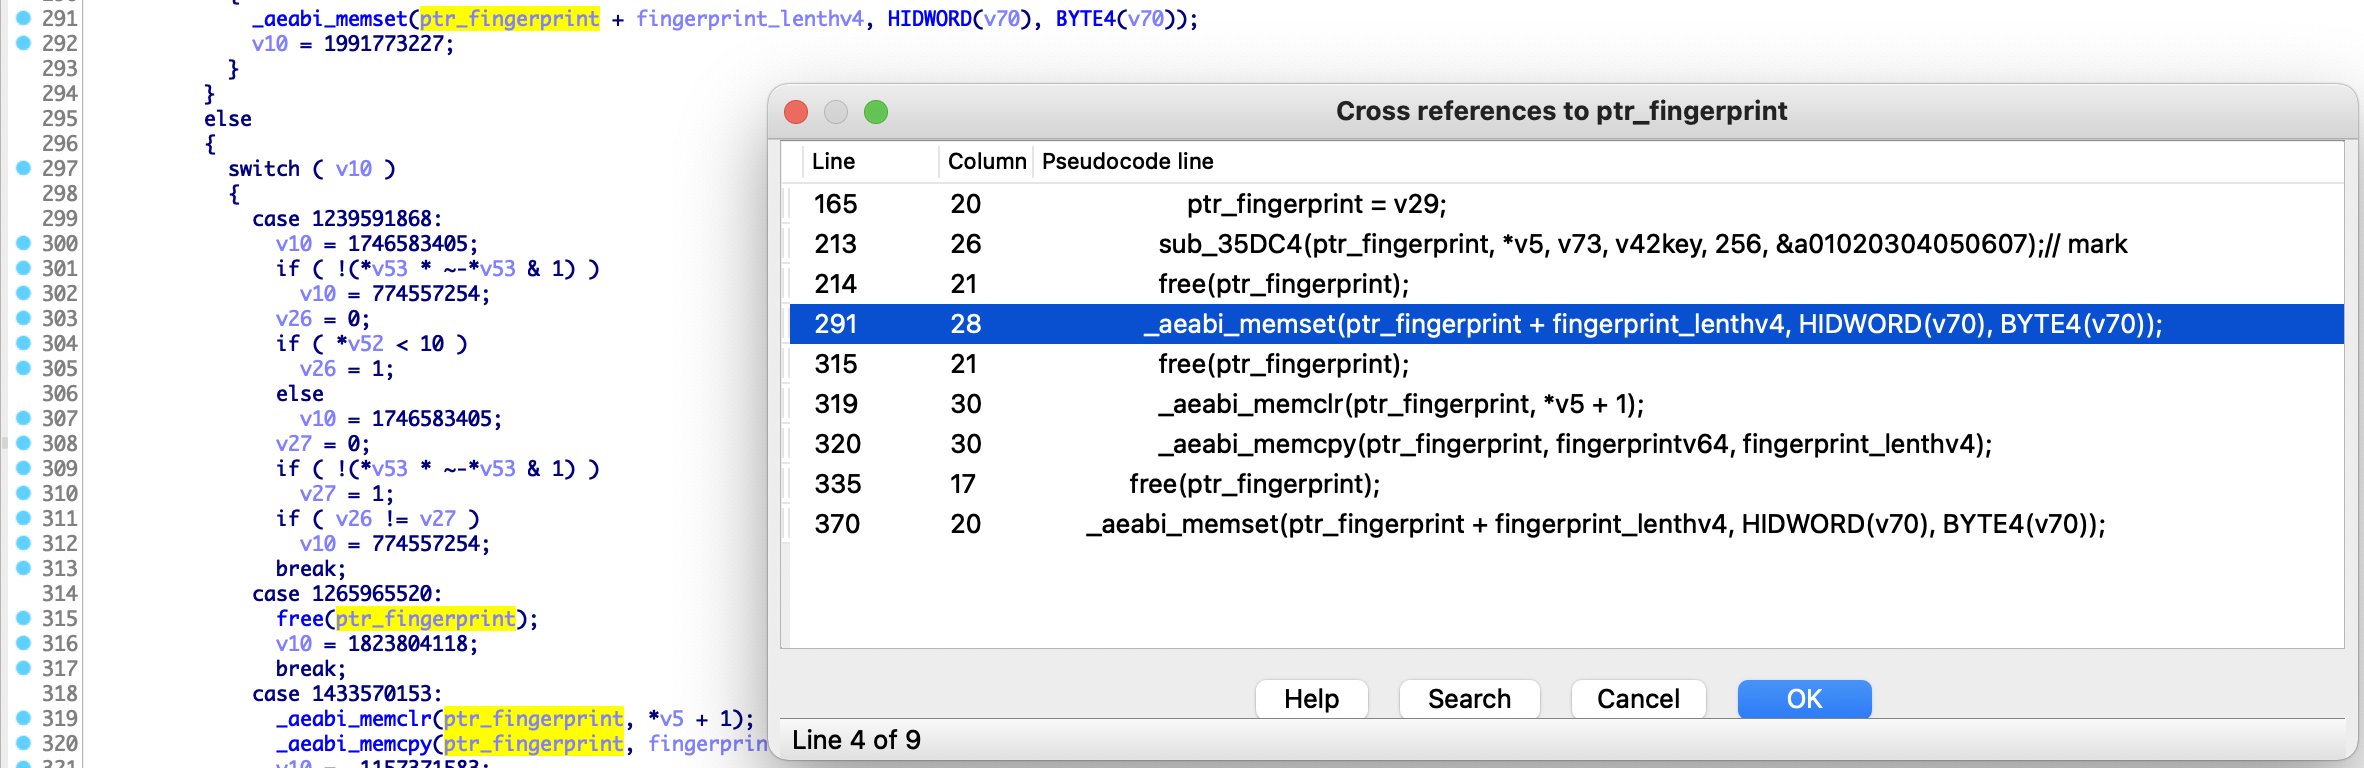 291 _aeabi_memset(ptr_fingerprint + fingerprint_lenthv4, HIDWORD(v70), BYTE4(v70));
292 v10 = 1991773227;
293 }
294 }
295 else
296 {
297 switch ( v10 )
298 {
299 case 1239591868:
300 v10 = 1746583405;
301 if ( !(*v53 * ~-*v53 & 1) )
302 v10 = 774557254;
303 v26 = 0;
304 if ( *v52 < 10 )
305 v26 = 1;
306 else
307 v10 = 1746583405;
308 v27 = 0;
309 if ( !(*v53 * ~-*v53 & 1) )
310 v27 = 1;
311 if ( v26 != v27 )
312 v10 = 774557254;
313 break;
314 case 1265965520:
315 free(ptr_fingerprint);
316 v10 = 1823804118;
317 break;
318 case 1433570153:
319 _aeabi_memclr(ptr_fingerprint, *v5 + 1);
320 _aeabi_memcpy(ptr_fingerprint, fingerprin
321 v10 = -1157371583;
Cross references to ptr_fingerprint
Line Column Pseudocode line
165 20 ptr_fingerprint = v29;
213 26 sub_35DC4(ptr_fingerprint, *v5, v73, v42key, 256, &a01020304050607);// mark
214 21 free(ptr_fingerprint);
291 28 _aeabi_memset(ptr_fingerprint + fingerprint_lenthv4, HIDWORD(v70), BYTE4(v70));
315 21 free(ptr_fingerprint);
319 30 _aeabi_memclr(ptr_fingerprint, *v5 + 1);
320 30 _aeabi_memcpy(ptr_fingerprint, fingerprintv64, fingerprint_lenthv4);
335 17 free(ptr_fingerprint);
370 20 _aeabi_memset(ptr_fingerprint + fingerprint_lenthv4, HIDWORD(v70), BYTE4(v70));
Help Search Cancel OK
Line 4 of 9